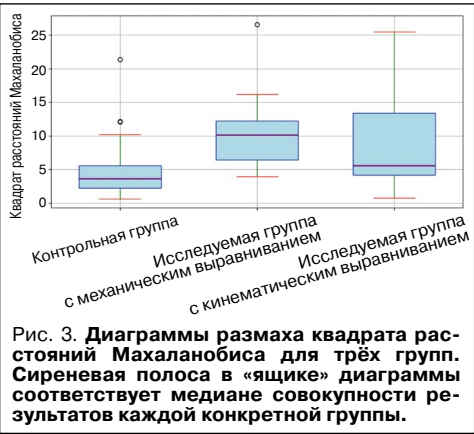 Квадрат расстояний Махаланобиса
25
20
15
10
5
0
Контрольная группа
Исследуемая группа
с механическим выравниванием
Исследуемая группа
с кинематическим выравниванием
Рис. 3. Диаграммы размаха квадрата рас-
стояний Махаланобиса для трёх групп.
Сиреневая полоса в «ящике» диаграммы
соответствует медиане совокупности ре-
зультатов каждой конкретной группы.